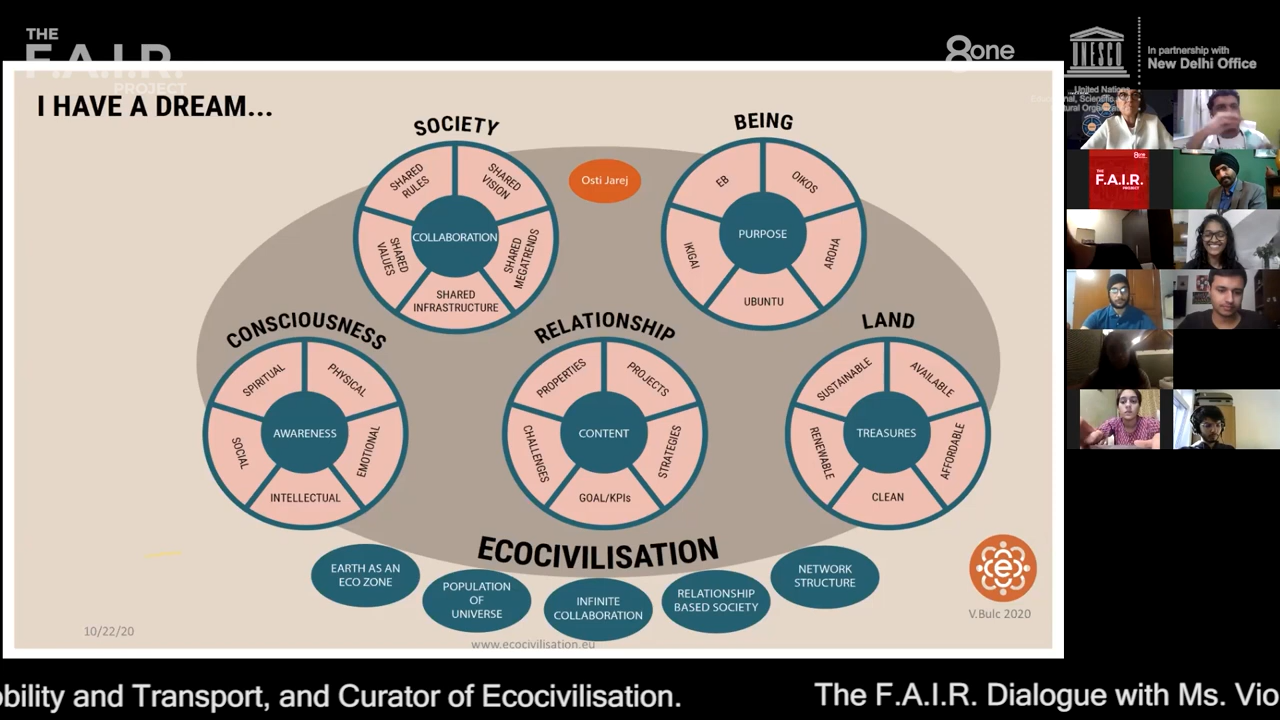 THE
F.A.I.R.
PROJECT
8one
UNESCO
In partnership with
New Delhi Office
United Nations
I HAVE A DREAM...
SOCIETY
SHARED
RULES
SHARED
VISION
SHARED
VALUES
COLLABORATION
SHARED
MEGATRENDS
SHARED
INFRASTRUCTURE
Osti Jarej
BEING
EB
OIKOS
IKIGAI
PURPOSE
AROHA
UBUNTU
CONSCIOUSNESS
SPIRITUAL
PHYSICAL
SOCIAL
AWARENESS
EMOTIONAL
INTELLECTUAL
RELATIONSHIP
PROPERTIES
PROJECTS
CHALLENGES
CONTENT
STRATEGIES
GOAL/KPIs
LAND
SUSTAINABLE
AVAILABLE
RENEWABLE
TREASURES
AFFORDABLE
CLEAN
ECOCIVILISATION
EARTH AS AN
ECO ZONE
POPULATION
OF
UNIVERSE
INFINITE
COLLABORATION
RELATIONSHIP
BASED SOCIETY
NETWORK
STRUCTURE
e
V.Bulc 2020
10/22/20
www.ecocivilisation.eu
8one
THE
F.A.I.R.
PROJECT
obility and Transport, and Curator of Ecocivilisation.
The F.A.I.R. Dialogue with Ms. Vio